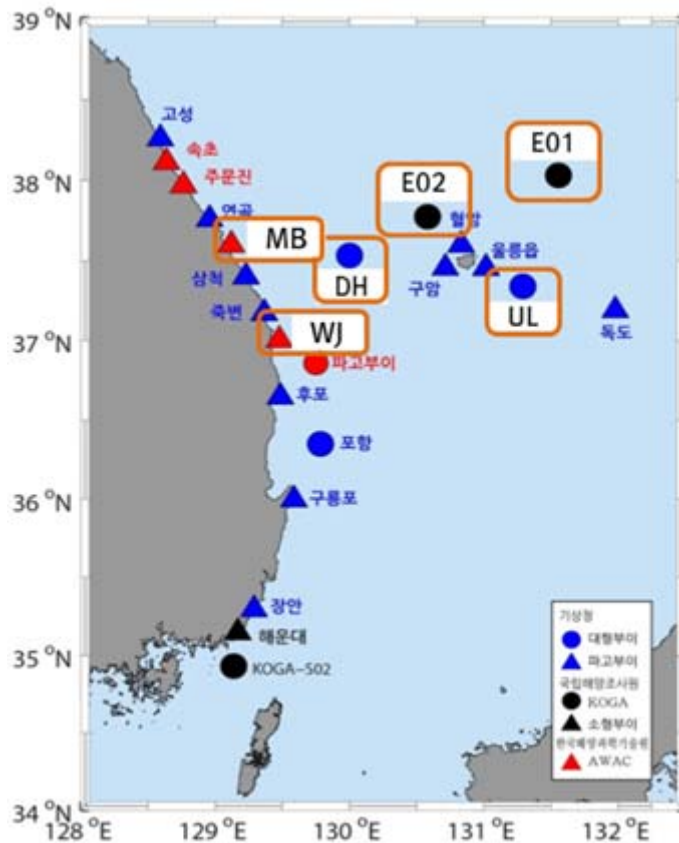 39 °N
고성
속초
E01
38 °N
주문진
E02
연곡
혈암
MB
울릉읍
삼척
DH
구암
죽변
UL
독도
37 °N
WJ
파고부이
후포
포항
36 °N
구룡포
장안
해운대
35 °N
KOGA-S02
기상청
대형부이
파고부이
국립해양조사원
KOGA
소형부이
한국해양과학기술원
AWAC
34 °N
128 °E
129 °E
130 °E
131 °E
132 °E